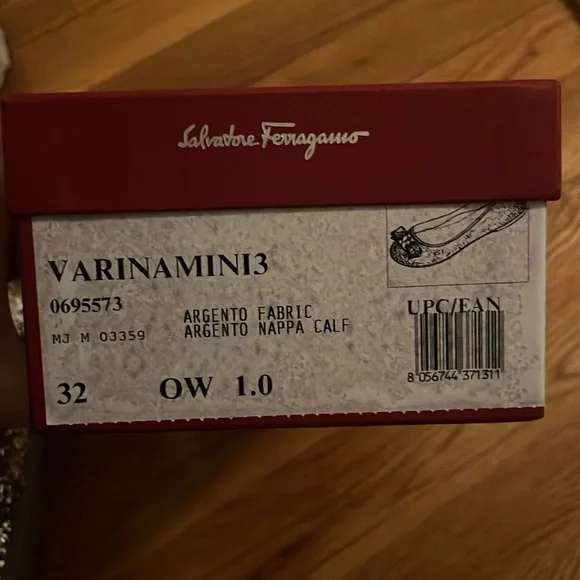 Salvatore Ferragamo
VARINAMINI3
0695573
ARGENTO FABRIC
MJ M 03359
ARGENTO NAPPA CALF
UPC/EAN
8 056744 371311
32 OW 1.0